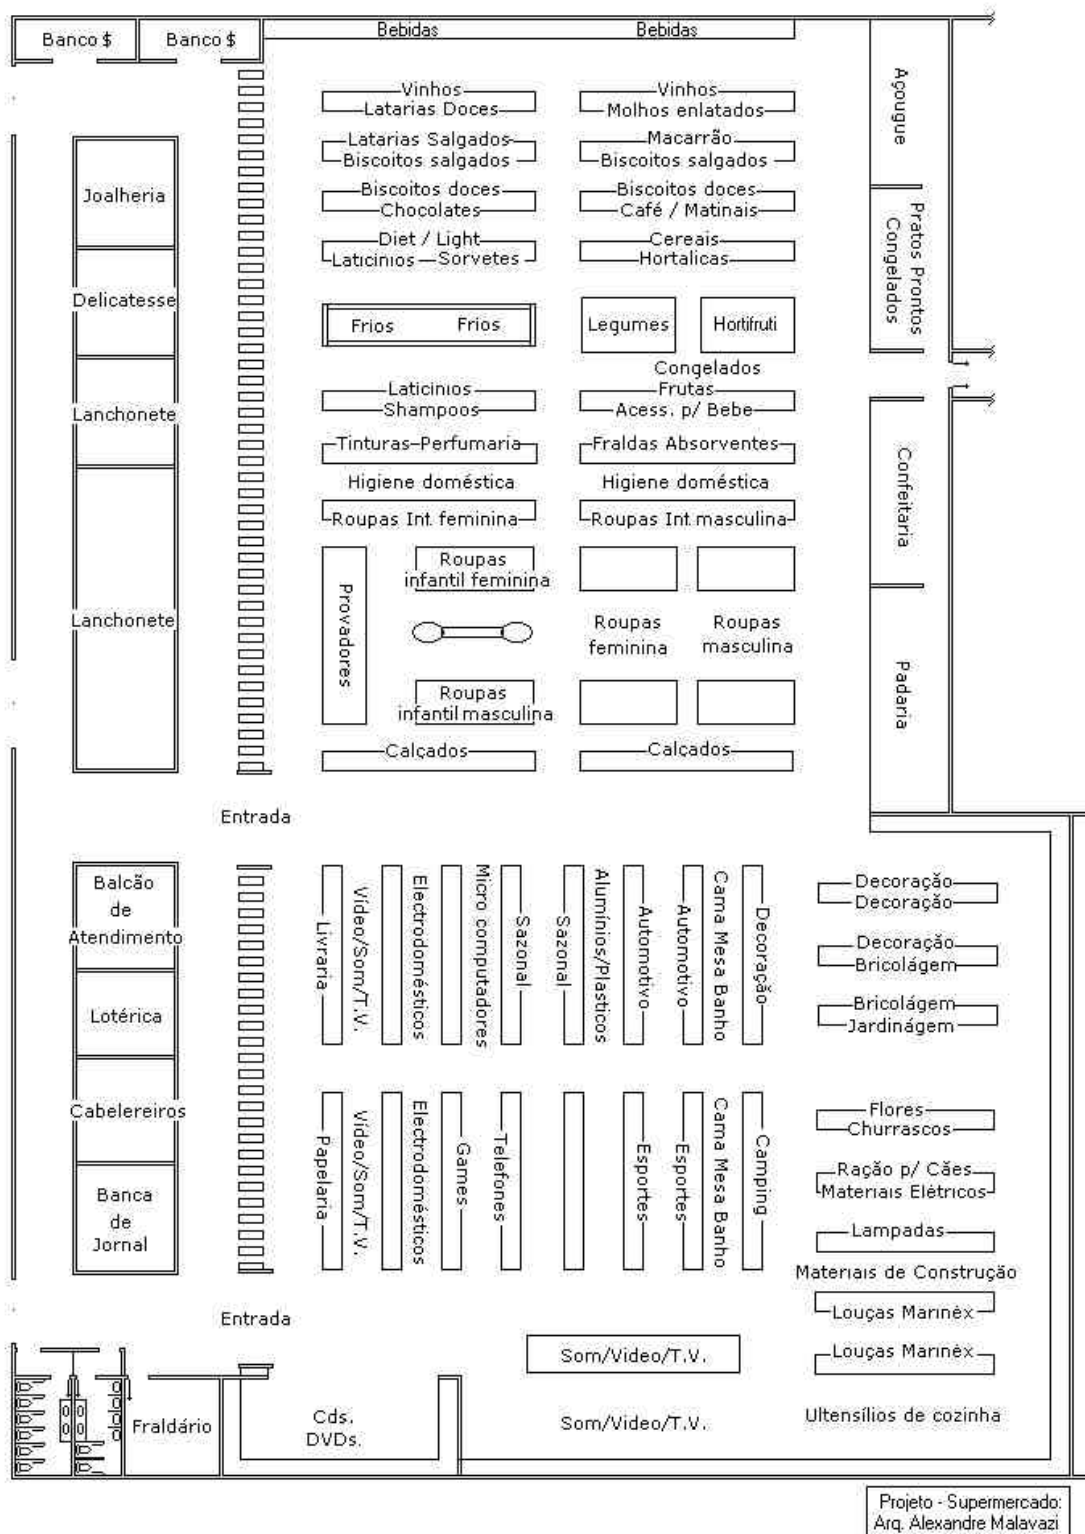 Banco $
Banco $
Bebidas
Bebidas
Vinhos
Latarias Doces
Vinhos
Molhos enlatados
Açougue
Latarias Salgados
Biscoitos salgados
Macarrão
Biscoitos salgados
Joalheria
Biscoitos doces
Chocolates
Biscoitos doces
Café / Matinais
Pratos Prontos
Congelados
Diet / Light
Laticinios
Sorvetes
Cereais
Hortalicas
Delicatesse
Frios
Frios
Legumes
Hortifruti
Congelados
Lanchonete
Laticinios
Shampoos
Frutas
Acess. p/ Bebe
Tinturas-Perfumaria
Fraldas Absorventes
Confeitaria
Higiene doméstica
Higiene doméstica
Roupas Int. feminina
Roupas Int. masculina
Lanchonete
Provadores
Roupas
infantil feminina
Roupas
feminina
Roupas
masculina
Padaria
Roupas
infantil masculina
Calçados
Calçados
Entrada
Balcão
de
Atendimento
Livraria
Vídeo/Som/T.V.
Electrodomésticos
Micro computadores
Sazonal
Sazonal
Alumínios/Plasticos
Automotivo
Automotivo
Cama Mesa Banho
Decoração
Decoração
Decoração
Decoração
Bricolágem
Bricolágem
Jardinágem
Lotérica
Cabelereiros
Papelaria
Vídeo/Som/T.V.
Electrodomésticos
Games
Telefones
Esportes
Esportes
Cama Mesa Banho
Camping
Flores
Churrascos
Ração p/ Cães
Materiais Elétricos
Lampadas
Banca
de
Jornal
Materiais de Construção
Louças Marinéx
Entrada
Som/Video/T.V.
Louças Marinéx
Fraldário
Cds.
DVDs.
Som/Video/T.V.
Ultensílios de cozinha
Projeto - Supermercado:
Arq. Alexandre Malavazi